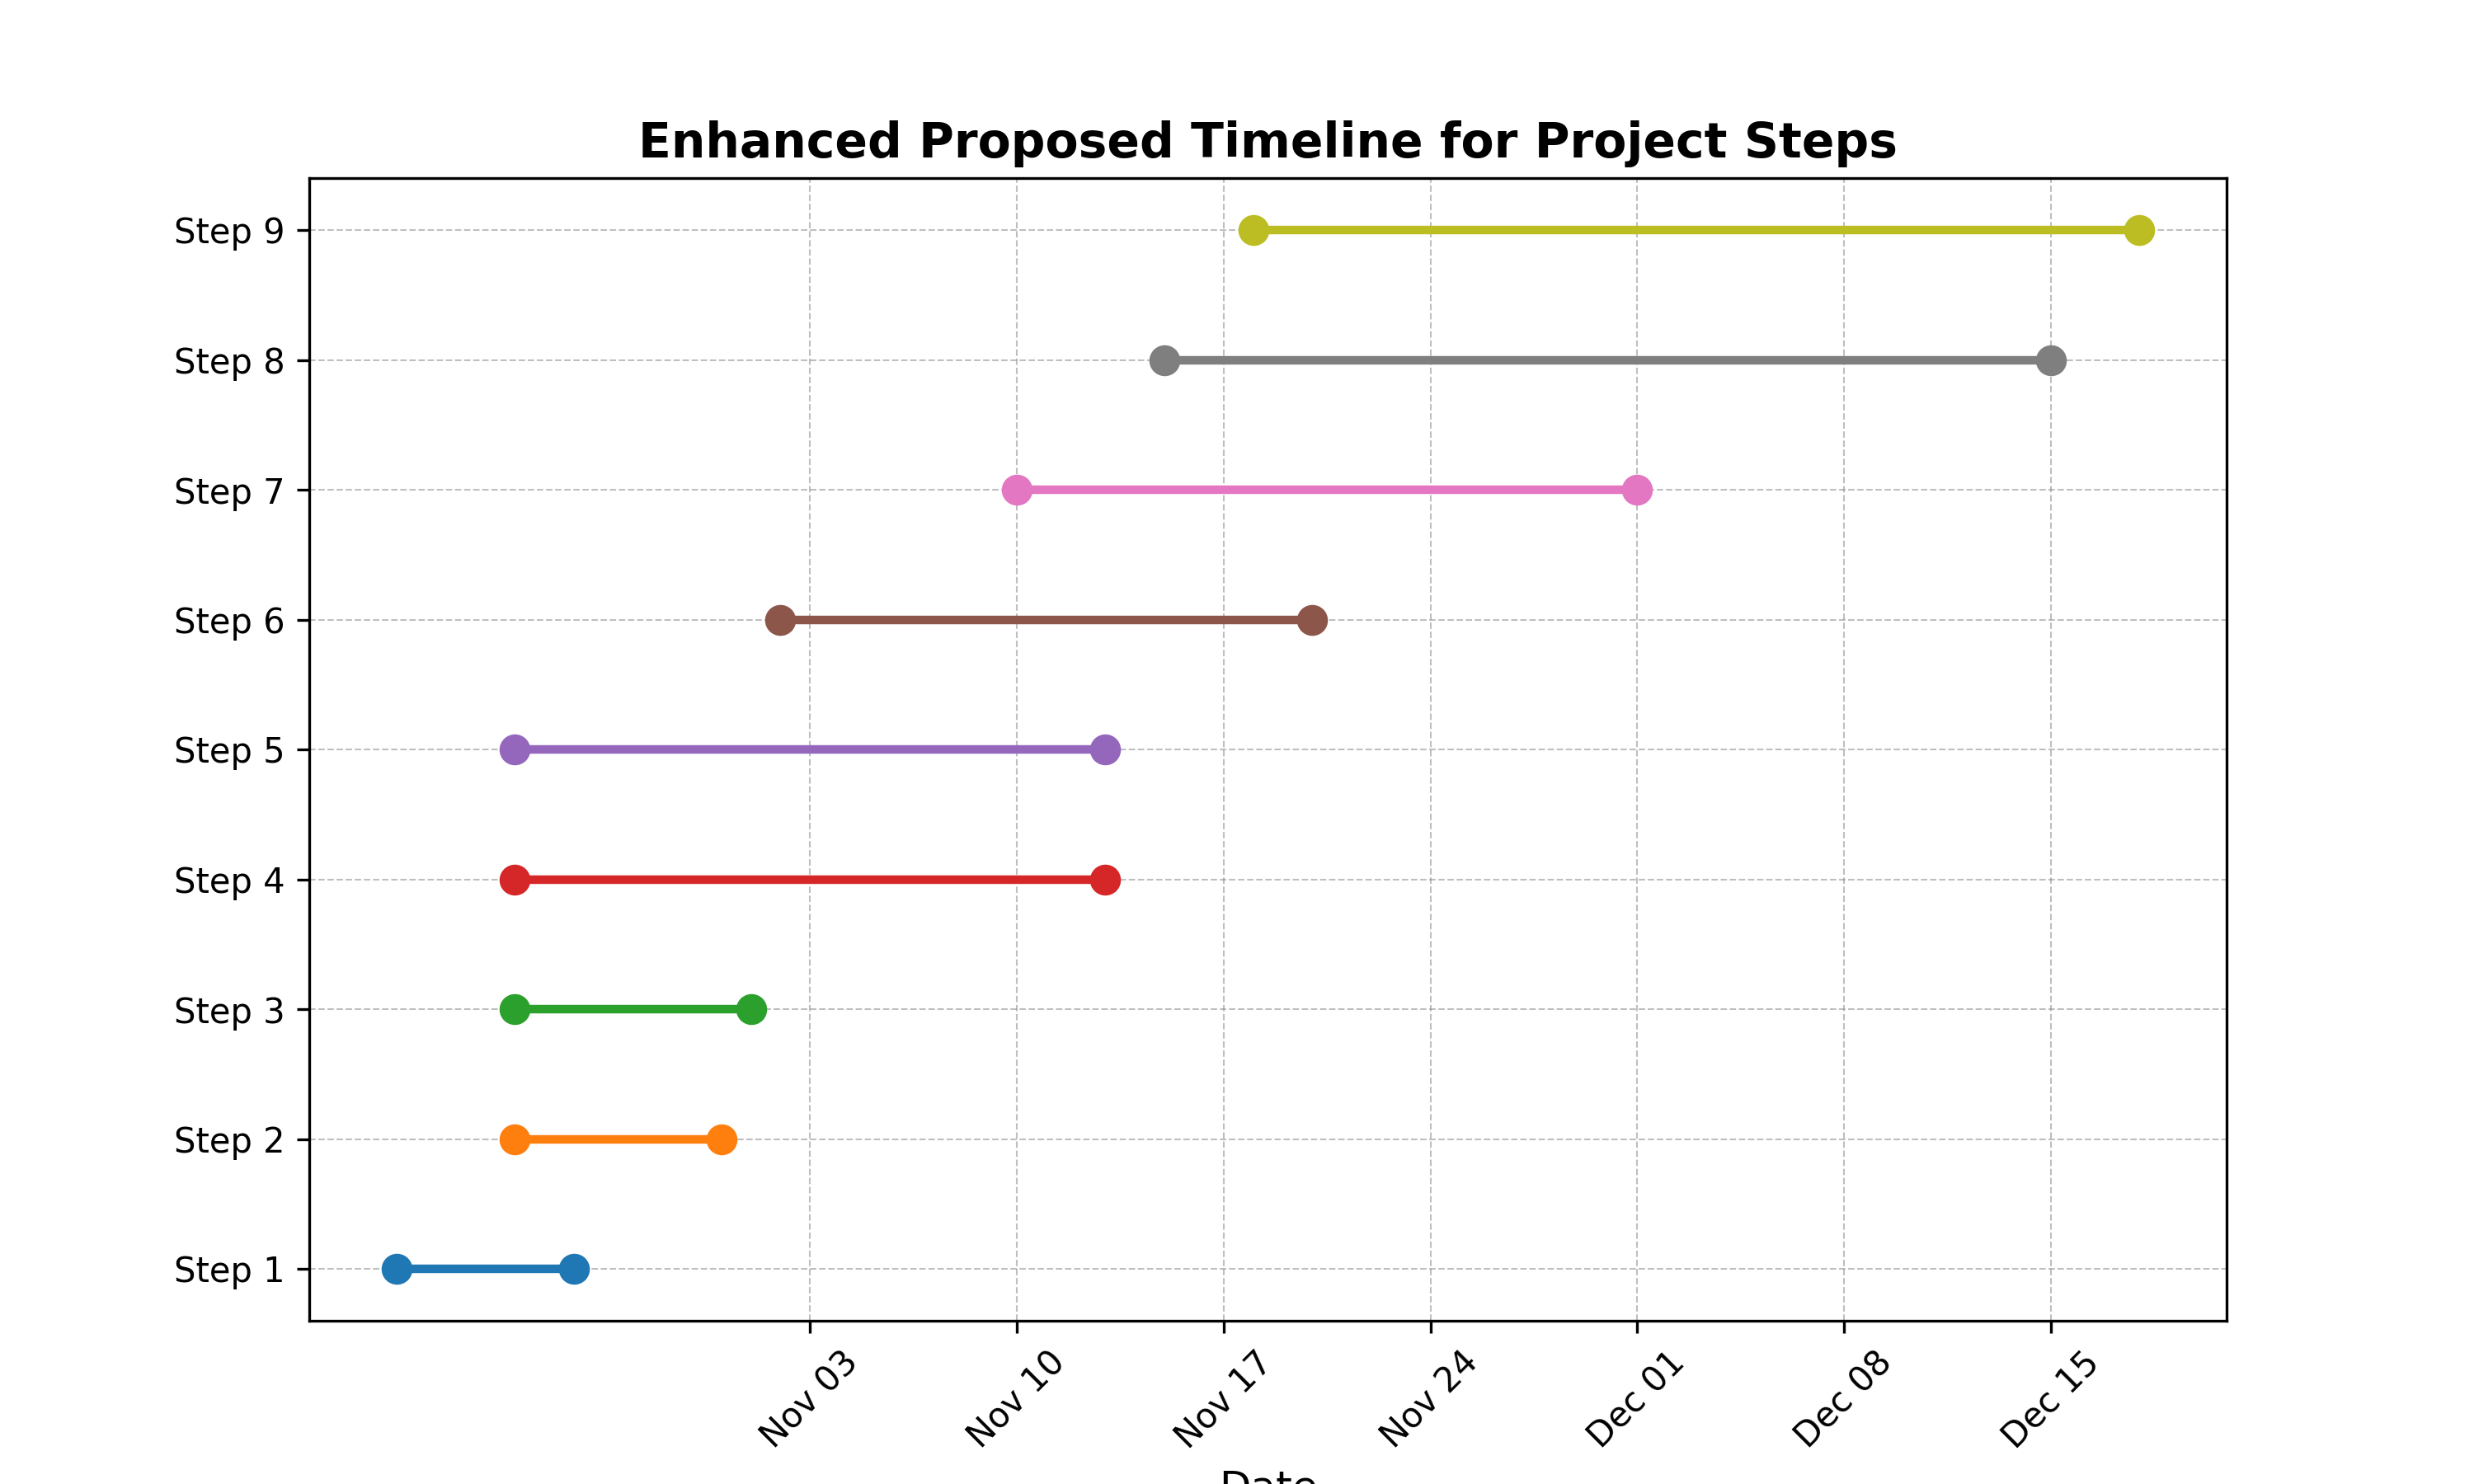 Enhanced Proposed Timeline for Project Steps
Step 9
Step 8
Step 7
Step 6
Step 5
Step 4
Step 3
Step 2
Step 1
Nov 03
Nov 10
Nov 17
Nov 24
Dec 01
Dec 08
Dec 15
Date